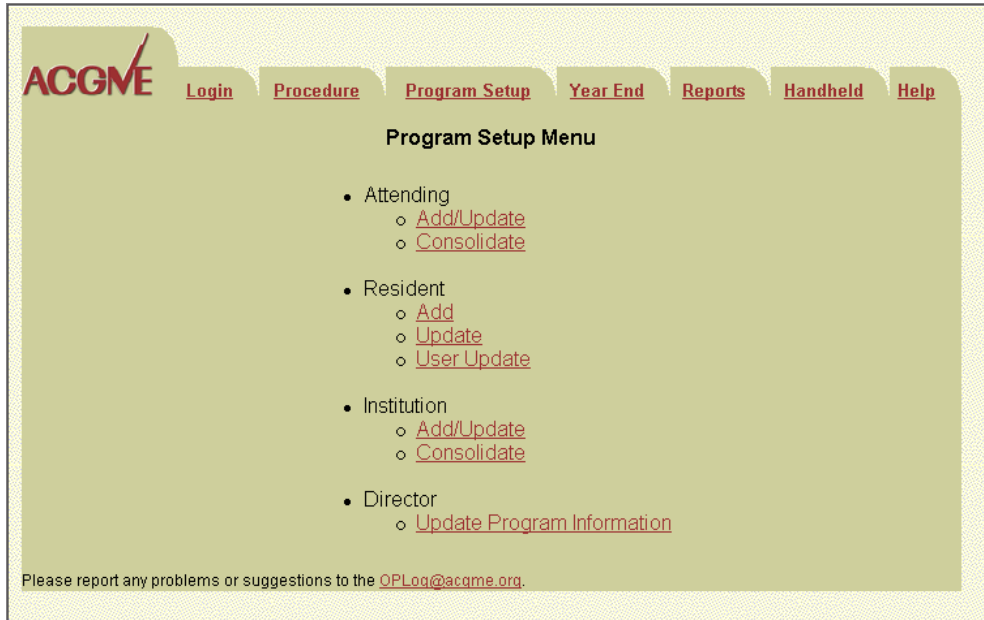 ACGME
Login Procedure Program Setup Year End Reports Handheld Help
Program Setup Menu
Attending
Add/Update
Consolidate
Resident
Add
Update
User Update
Institution
Add/Update
Consolidate
Director
Update Program Information
Please report any problems or suggestions to the OPLog@acgme.org.